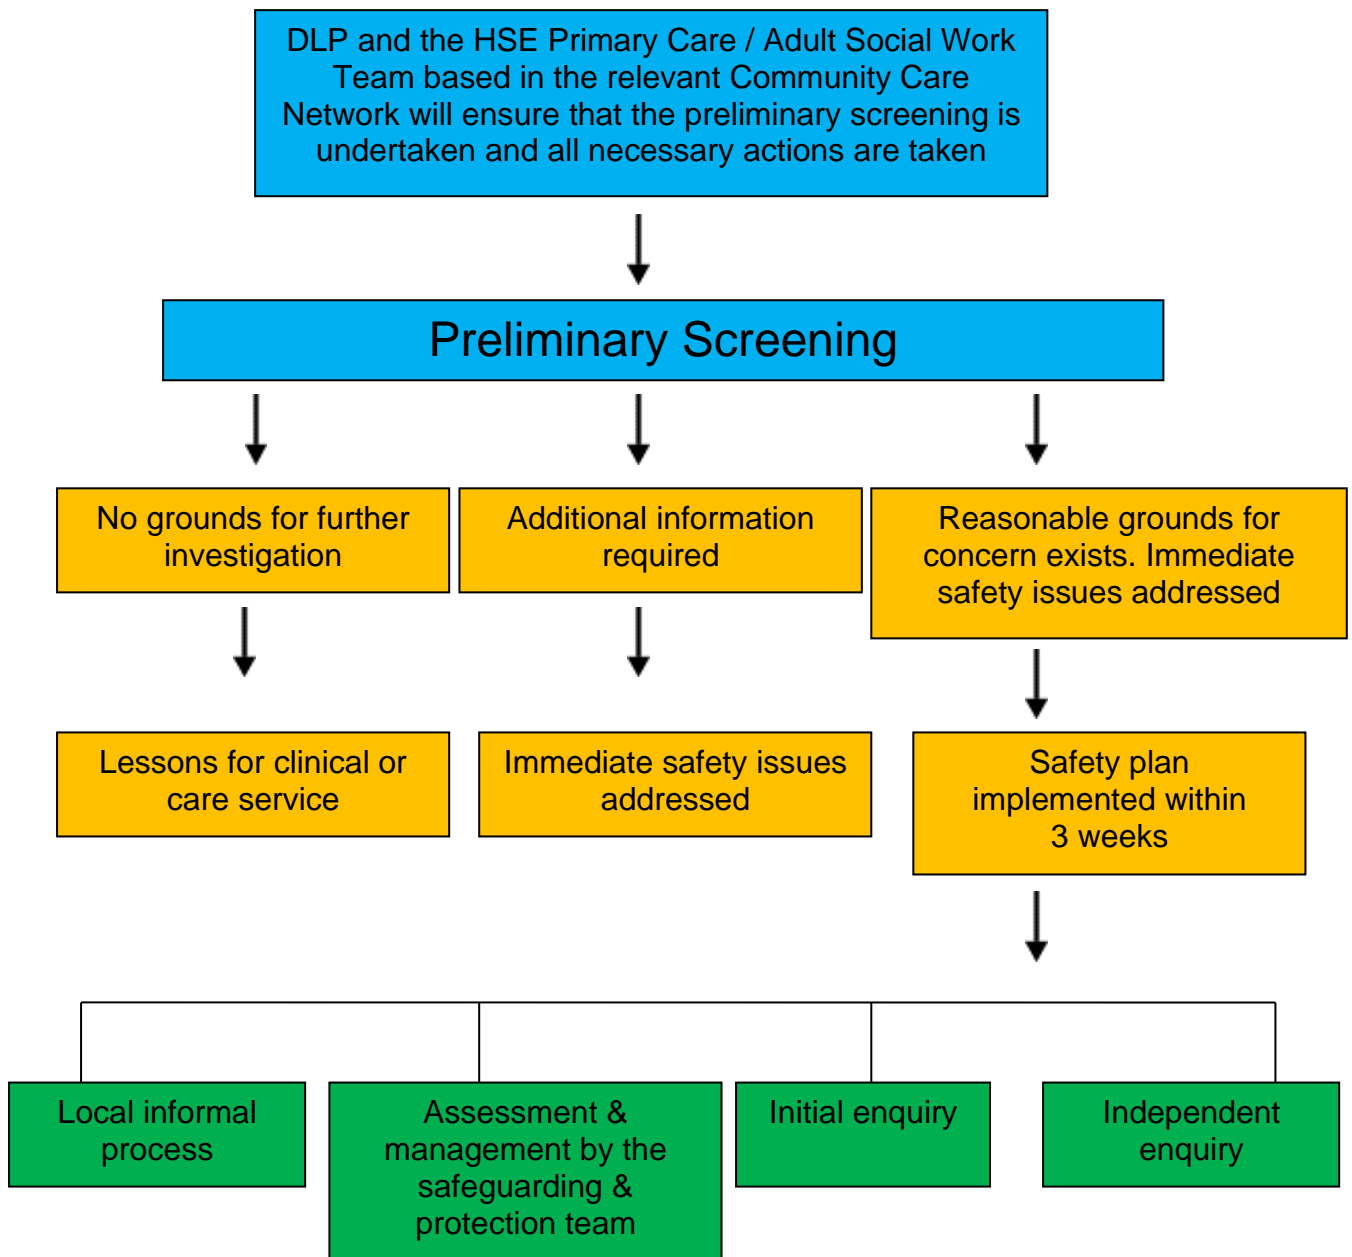 DLP and the HSE Primary Care / Adult Social Work
Team based in the relevant Community Care
Network will ensure that the preliminary screening is
undertaken and all necessary actions are taken
Preliminary Screening
No grounds for further
investigation
Additional information
required
Reasonable grounds for
concern exists. Immediate
safety issues addressed
Lessons for clinical or
care service
Immediate safety issues
addressed
Safety plan
implemented within
3 weeks
Local informal
process
Assessment &
management by the
safeguarding &
protection team
Initial enquiry
Independent
enquiry